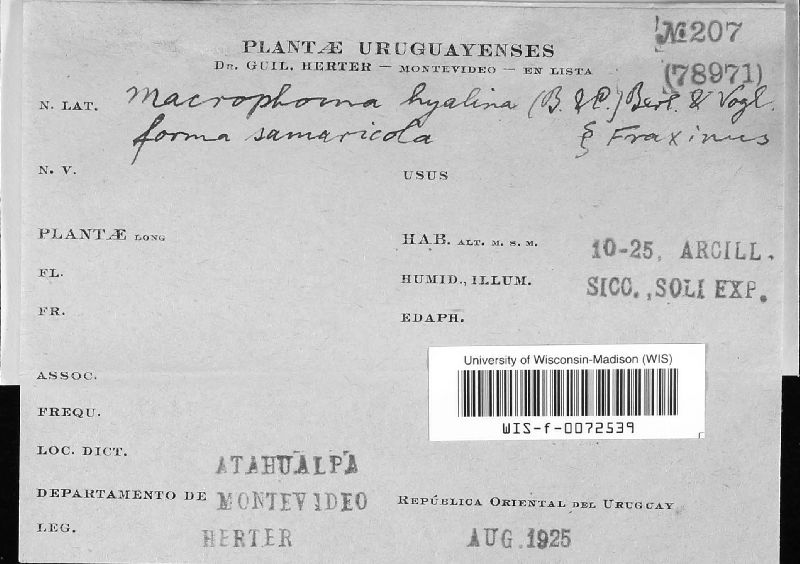 №207
PLANTÆ URUGUAYENSES
DR. GUIL. HERTER — MONTEVIDEO — EN LISTA
(78971)
N. LAT. Macrophoma hyalina (B. & C.) Berl. & Vogl.
forma samaricola § Fraxinus
N. V.
USUS
PLANTÆ LONG
HAB. ALT. M. S. M. 10-25, ARCILL.
FL.
HUMID., ILLUM. SICC., SOLI EXP.
FR.
EDAPH.
University of Wisconsin-Madison (WIS)
WIS-f-0072539
ASSOC.
FREQU.
LOC. DICT. ATAHUALPA
DEPARTAMENTO DE MONTEVIDEO REPÚBLICA ORIENTAL DEL URUGUAY
LEG. HERTER AUG. 1925